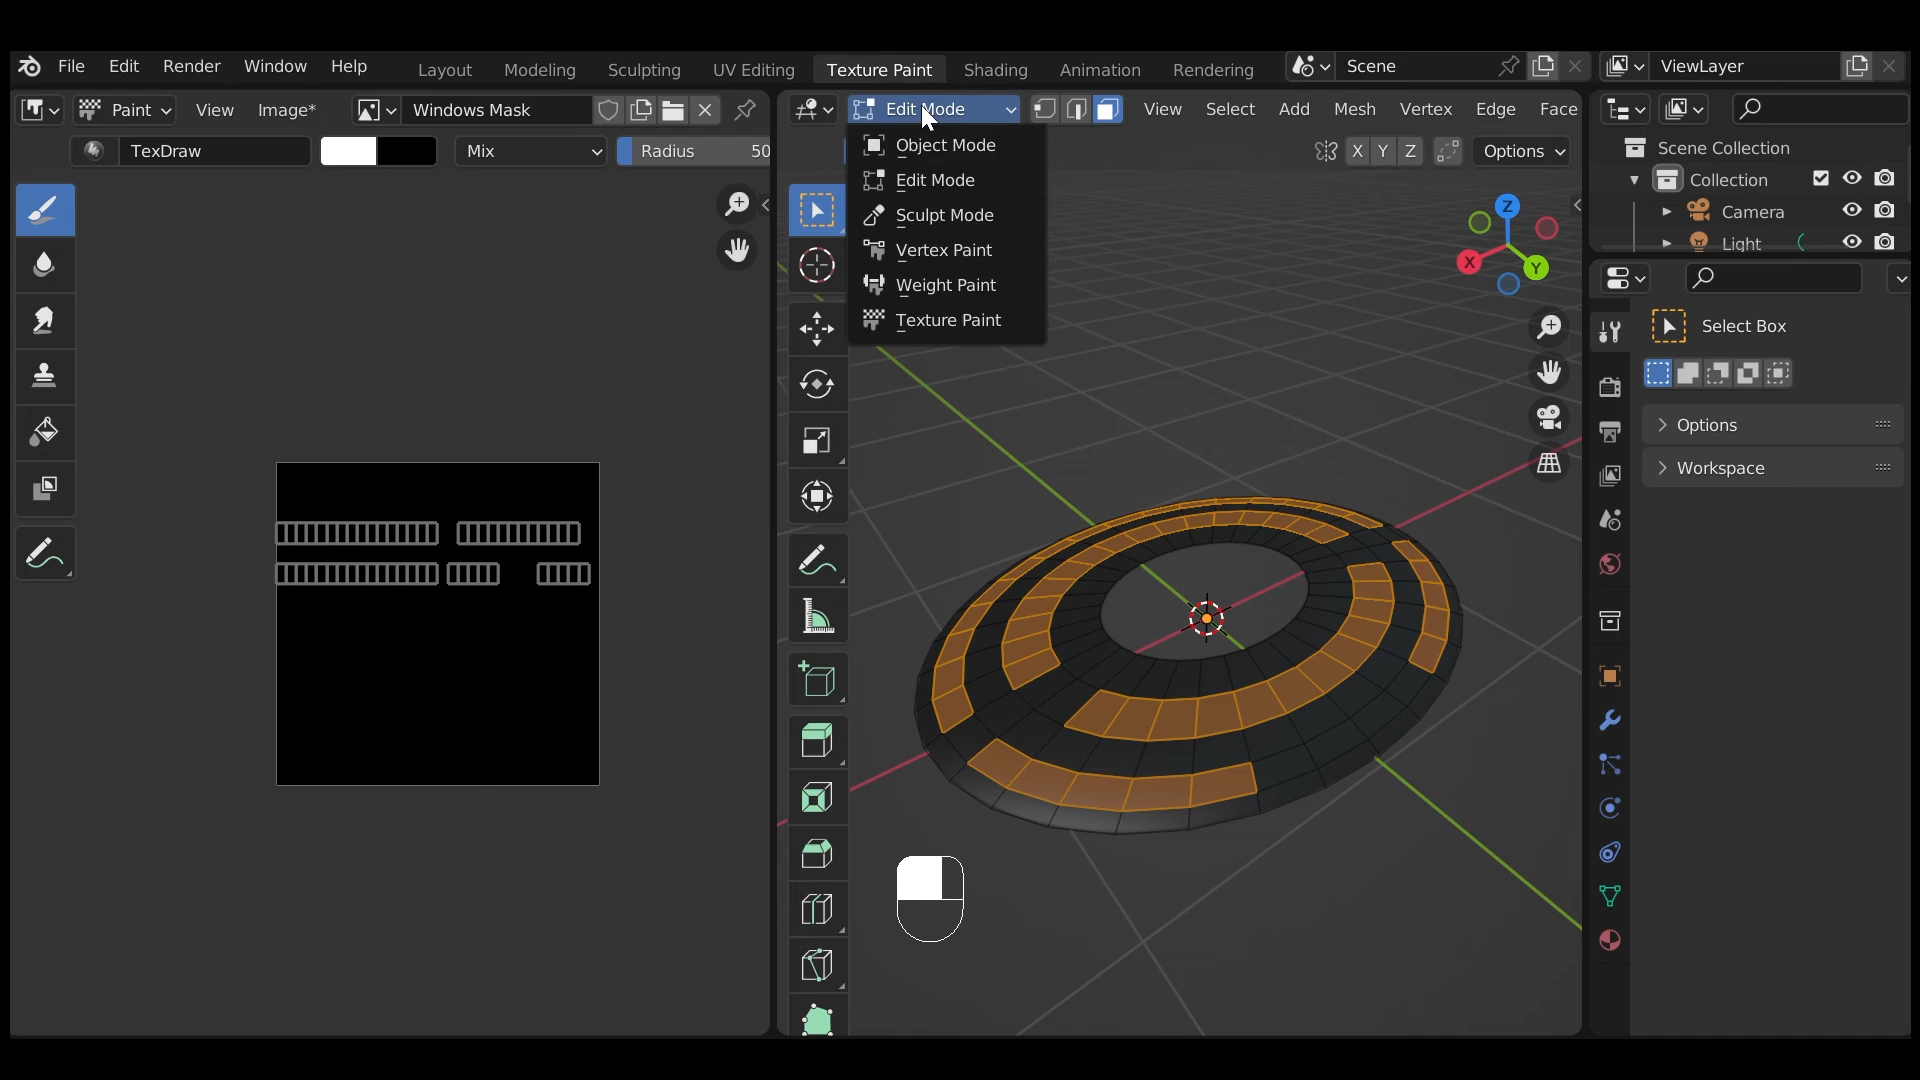 File Edit Render Window Help Layout Modeling Sculpting UV Editing Texture Paint Shading Animation Rendering Scene ViewLayer
Paint View Image* Windows Mask Edit Mode View Select Add Mesh Vertex Edge Face
TexDraw Mix Radius 50 X Y Z Options
Object Mode
Edit Mode
Sculpt Mode
Vertex Paint
Weight Paint
Texture Paint
Z
X
Y
Scene Collection
Collection
Camera
Light
Select Box
Options
Workspace